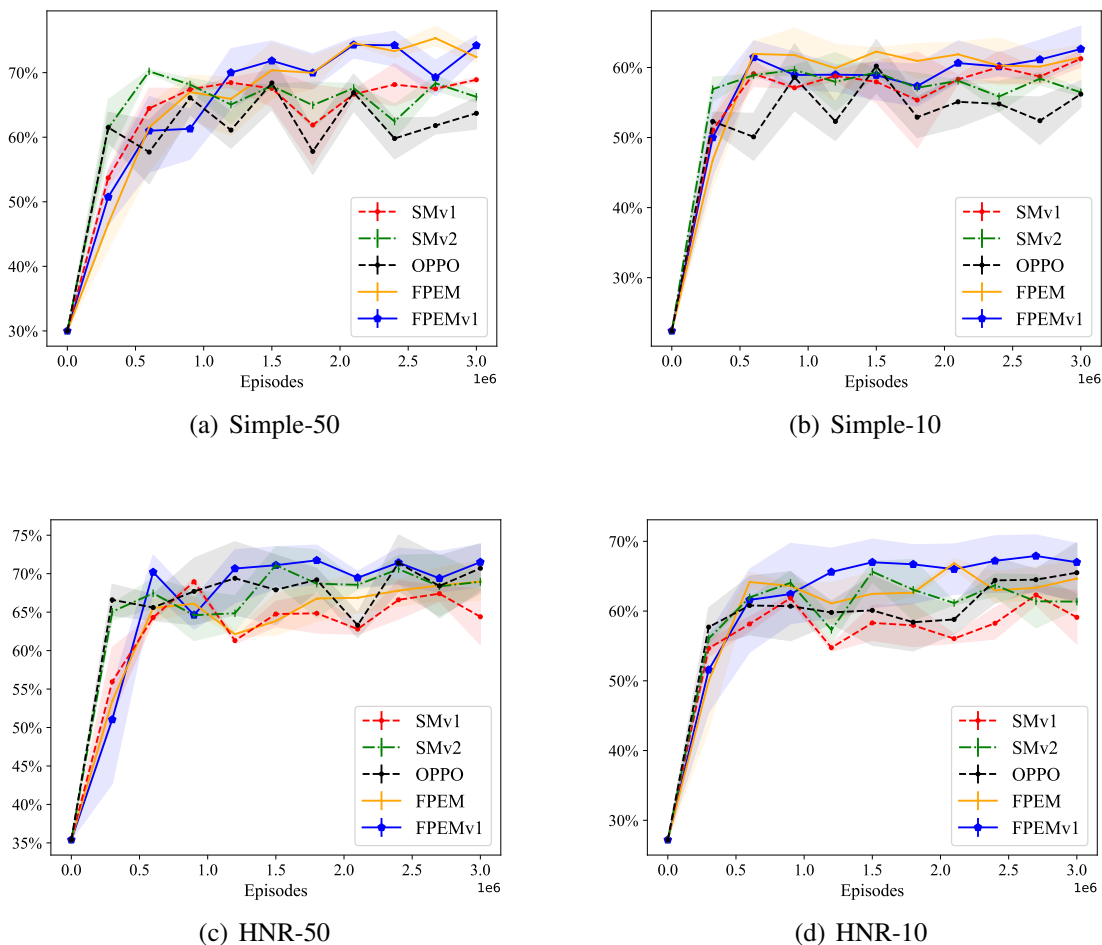 70%
60%
50%
40%
30%
0.0 0.5 1.0 1.5 2.0 2.5 3.0
1e6
Episodes
SMv1
SMv2
OPPO
FPEM
FPEMv1
(a) Simple-50
60%
50%
40%
30%
0.0 0.5 1.0 1.5 2.0 2.5 3.0
1e6
Episodes
SMv1
SMv2
OPPO
FPEM
FPEMv1
(b) Simple-10
75%
70%
65%
60%
55%
50%
45%
40%
35%
0.0 0.5 1.0 1.5 2.0 2.5 3.0
1e6
Episodes
SMv1
SMv2
OPPO
FPEM
FPEMv1
(c) HNR-50
70%
60%
50%
40%
30%
0.0 0.5 1.0 1.5 2.0 2.5 3.0
1e6
Episodes
SMv1
SMv2
OPPO
FPEM
FPEMv1
(d) HNR-10